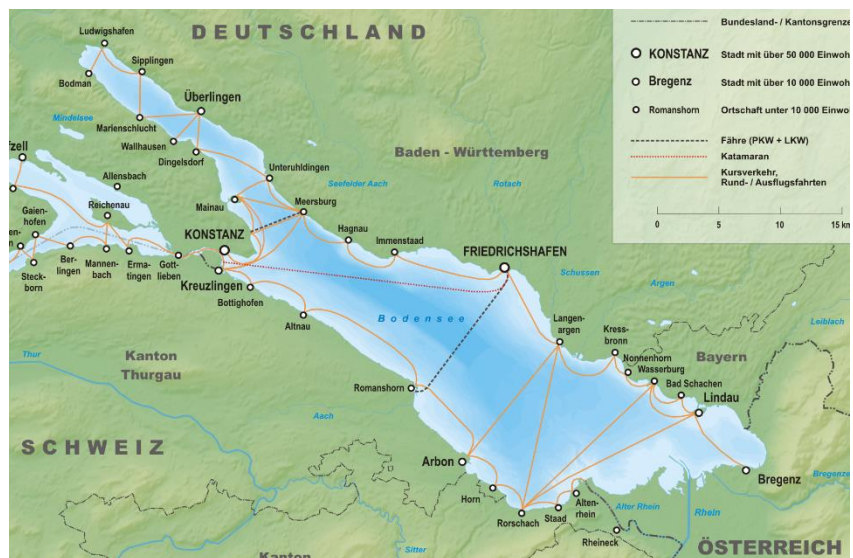 DEUTSCHLAND
Ludwigshafen
Sipplingen
Bodman
Überlingen
Mindelsee
Marienschlucht
Wallhausen
Dingelsdorf
Baden - Württemberg
Unteruhldingen
Seefelder Aach
Rotach
Allensbach
Reichenau
Mainau
Meersburg
Gaien-
hofen
Hagnau
Immenstaad
KONSTANZ
FRIEDRICHSHAFEN
Steck-
born
Ber-
lingen
Mannen-
bach
Erma-
tingen
Gott-
lieben
Kreuzlingen
Bottighofen
Schussen
Argen
Altnau
Bodensee
Langen-
argen
Kress-
bronn
Leiblach
Nonnenhorn
Wasserburg
Bayern
Bad Schachen
Lindau
Thur
Kanton
Thurgau
Romanshorn
Aach
SCHWEIZ
Arbon
Bregenz
Bregenzer
Horn
Rorschach
Staad
Alten-
rhein
Alter Rhein
Rhein
Rheineck
Sitter
Kanton
ÖSTERREICH
Bundesland- / Kantonsgrenze
KONSTANZ Stadt mit über 50 000 Einwoh
Bregenz Stadt mit über 10 000 Einwoh
Romanshorn Ortschaft unter 10 000 Einwoh
Fähre (PKW + LKW)
Katamaran
Kursverkehr,
Rund- / Ausflugsfahrten
0 5 10 15 km